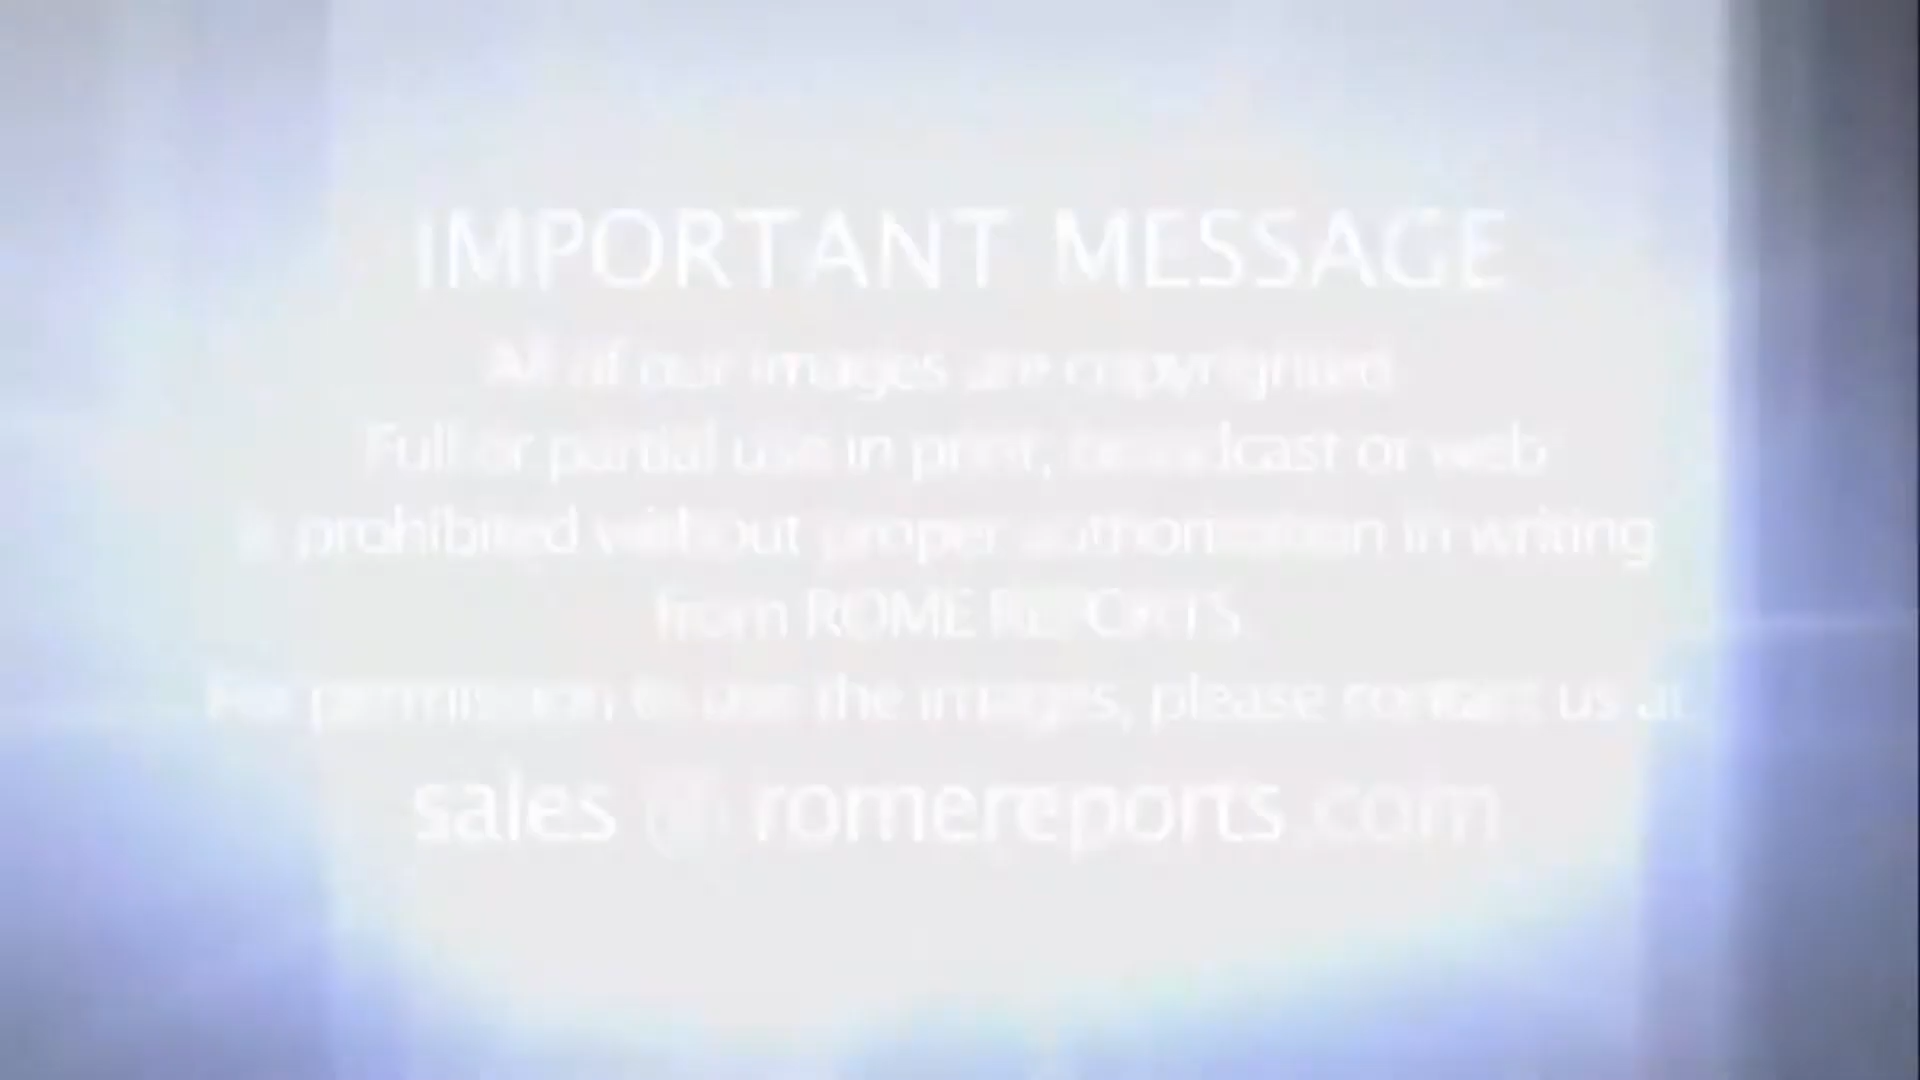 IMPORTANT MESSAGE
All of our images are copyrighted
Full or partial use in print, broadcast or web
is prohibited without proper authorization in writing
from ROME REPORTS
For permission to use the images, please contact us at
sales @ romereports.com